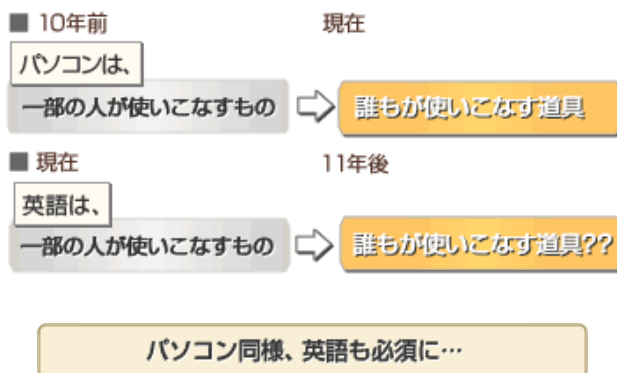 ■ 10年前 現在
パソコンは、
一部の人が使いこなすもの ⇨ 誰もが使いこなす道具
■ 現在 11年後
英語は、
一部の人が使いこなすもの ⇨ 誰もが使いこなす道具??
パソコン同様、英語も必須に…